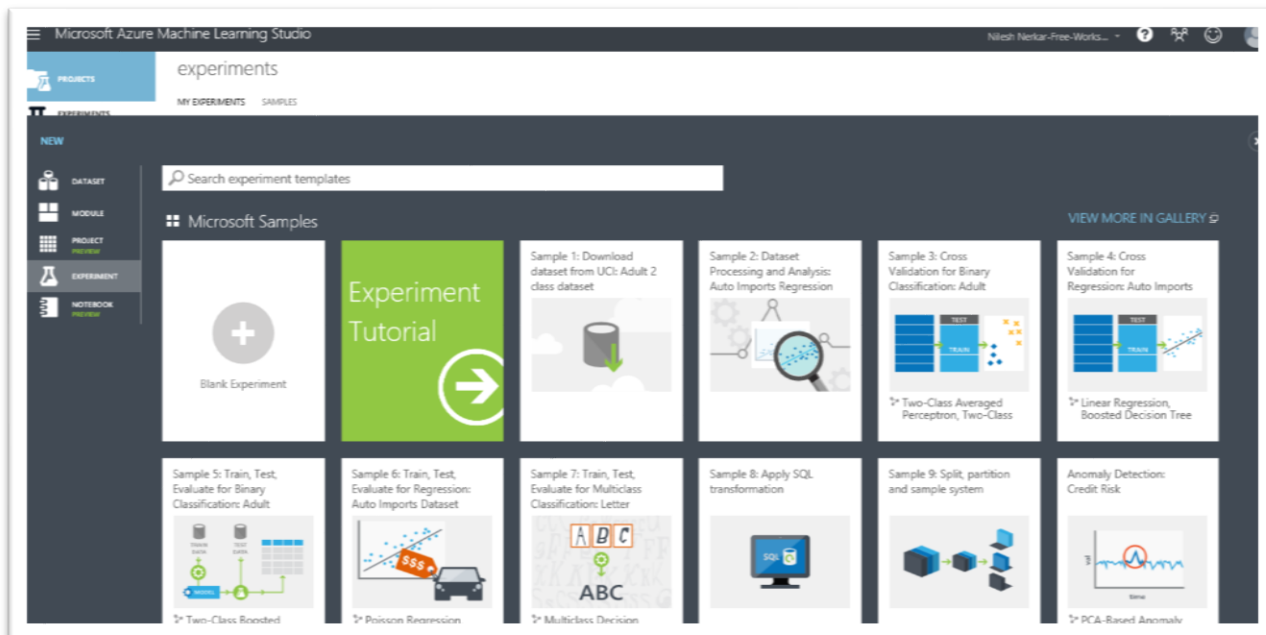 Microsoft Azure Machine Learning Studio
Nilesh Nerkar-Free-Works...
?
PROJECTS
experiments
MY EXPERIMENTS SAMPLES
EXPERIMENTS
NEW
DATASET
MODULE
PROJECT
PREVIEW
EXPERIMENT
NOTEBOOK
PREVIEW
Search experiment templates
Microsoft Samples
VIEW MORE IN GALLERY
Blank Experiment
Experiment
Tutorial
Sample 1: Download
dataset from UCI: Adult 2
class dataset
Sample 2: Dataset
Processing and Analysis:
Auto Imports Regression
Sample 3: Cross
Validation for Binary
Classification: Adult
TEST
TRAIN
Two-Class Averaged
Perceptron, Two-Class
Sample 4: Cross
Validation for
Regression: Auto Imports
TEST
TRAIN
Linear Regression,
Boosted Decision Tree
Sample 5: Train, Test,
Evaluate for Binary
Classification: Adult
TRAIN
DATA
TEST
DATA
MODEL
Two-Class Boosted
Sample 6: Train, Test,
Evaluate for Regression:
Auto Imports Dataset
$$$
Poisson Regression,
Sample 7: Train, Test,
Evaluate for Multiclass
Classification: Letter
ABC
ABC
Multiclass Decision
Sample 8: Apply SQL
transformation
SQL
Sample 9: Split, partition
and sample system
Anomaly Detection:
Credit Risk
val
time
PCA-Based Anomaly